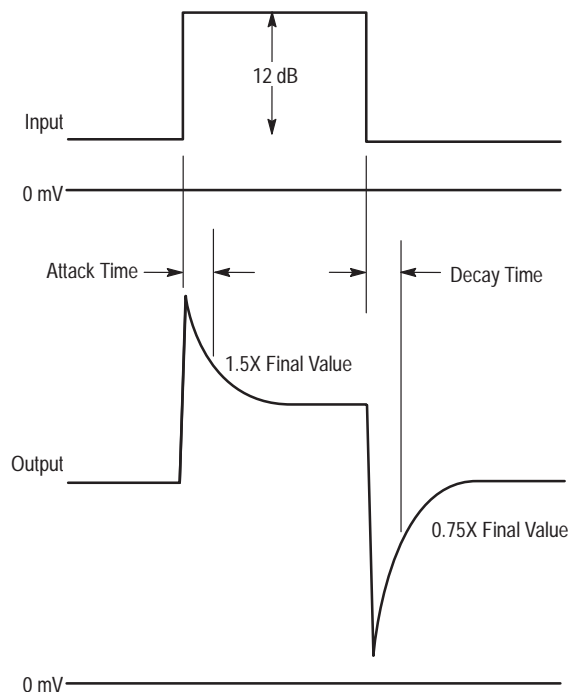 12 dB
Input
0 mV
Attack Time
Decay Time
1.5X Final Value
Output
0.75X Final Value
0 mV